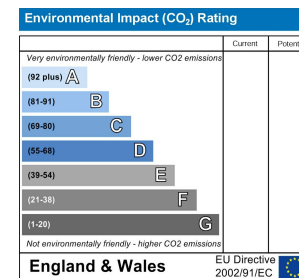 Environmental Impact (CO₂) Rating
Current Poten
Very environmentally friendly - lower CO2 emissions
(92 plus) A
(81-91) B
(69-80) C
(55-68) D
(39-54) E
(21-38) F
(1-20) G
Not environmentally friendly - higher CO2 emissions
England & Wales
EU Directive
2002/91/EC